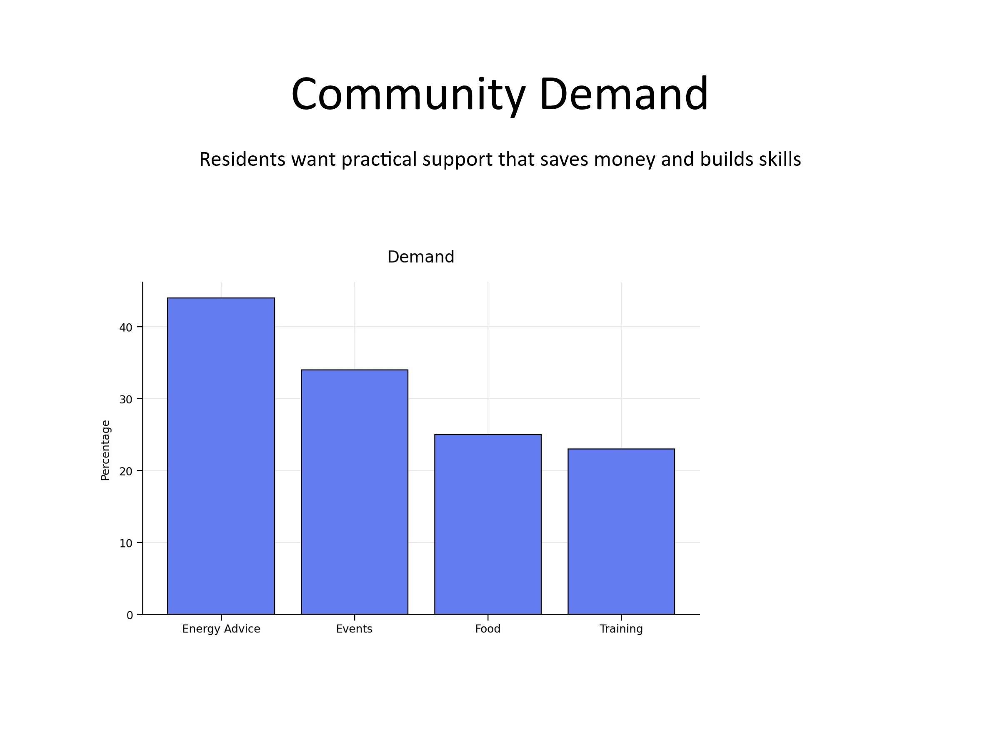 Community Demand
Residents want practical support that saves money and builds skills
Demand
Percentage
40
30
20
10
0
Energy Advice Events Food Training